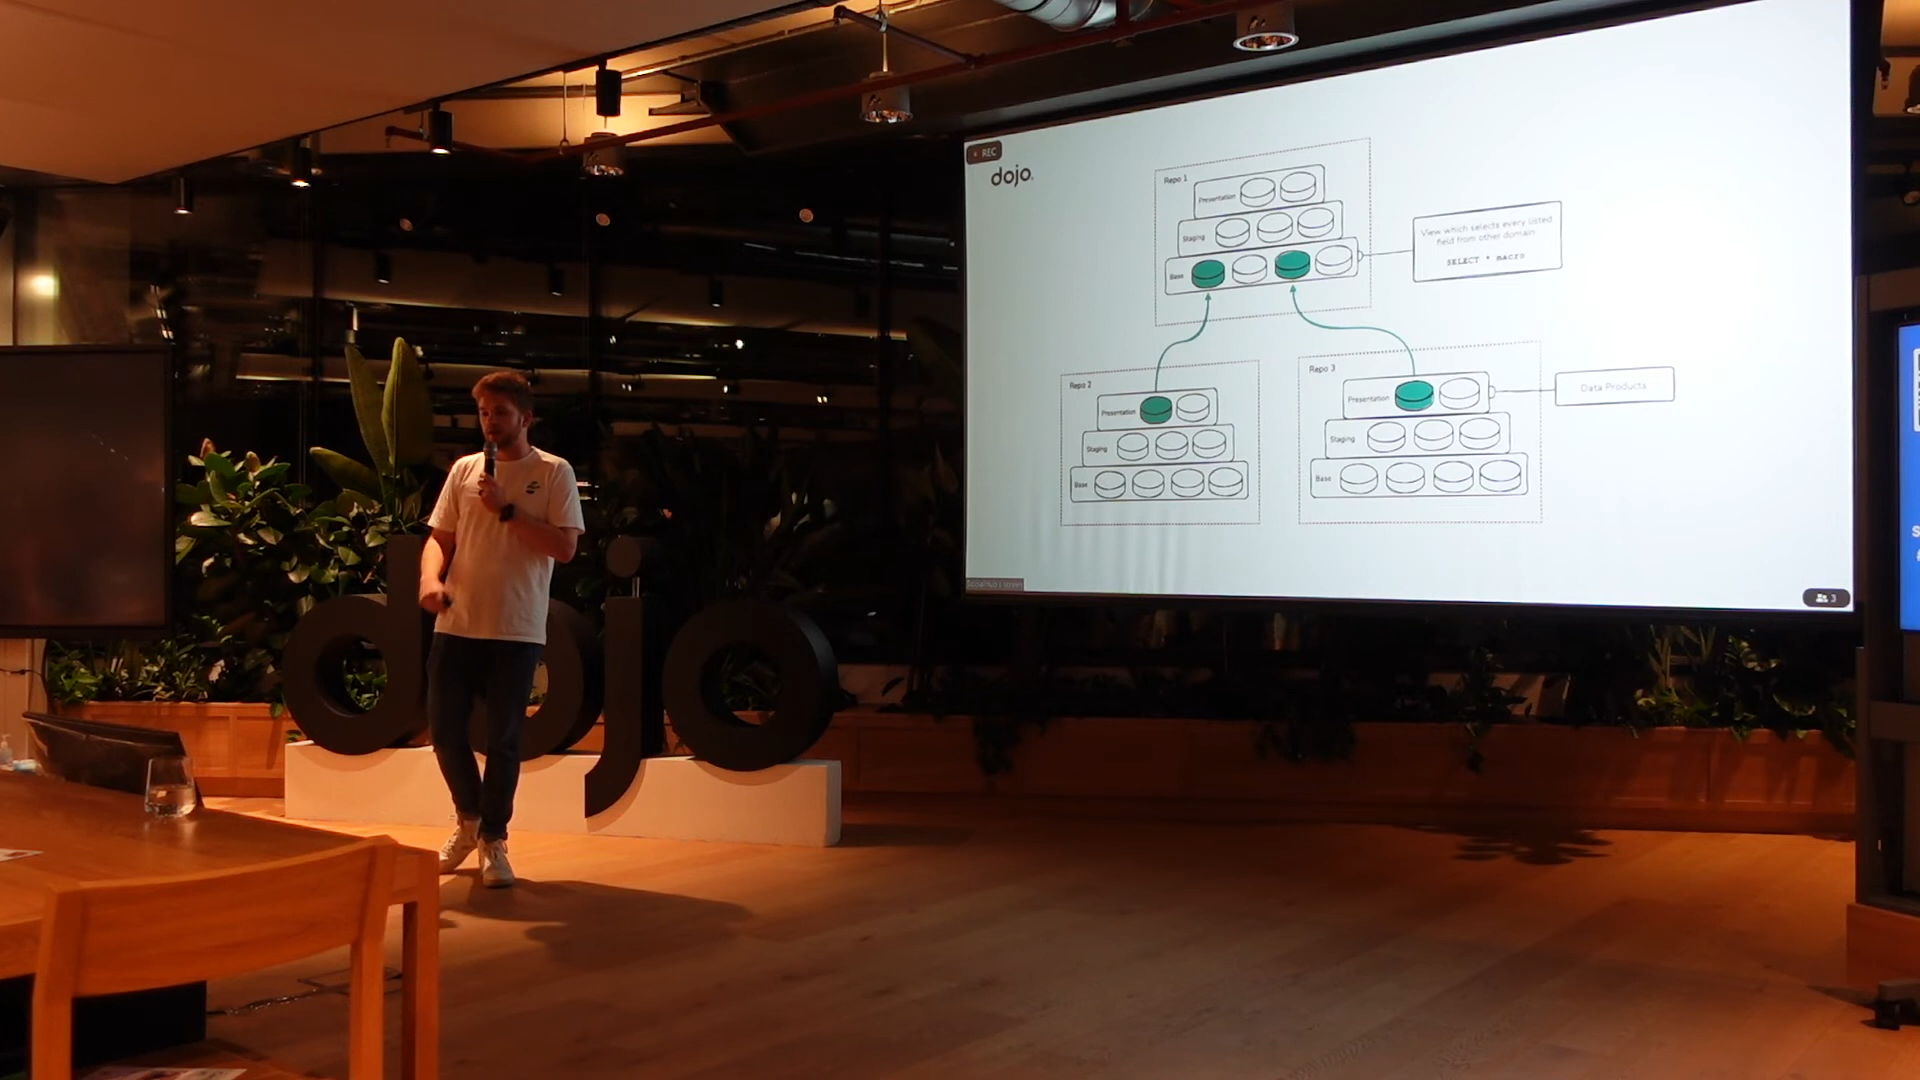 REC
dojo.
Repo 1
Presentation
Staging
Base
View which selects every listed
field from other domain
SELECT * macro
Repo 2
Presentation
Staging
Base
Repo 3
Presentation
Staging
Base
Data Products
3
dojo